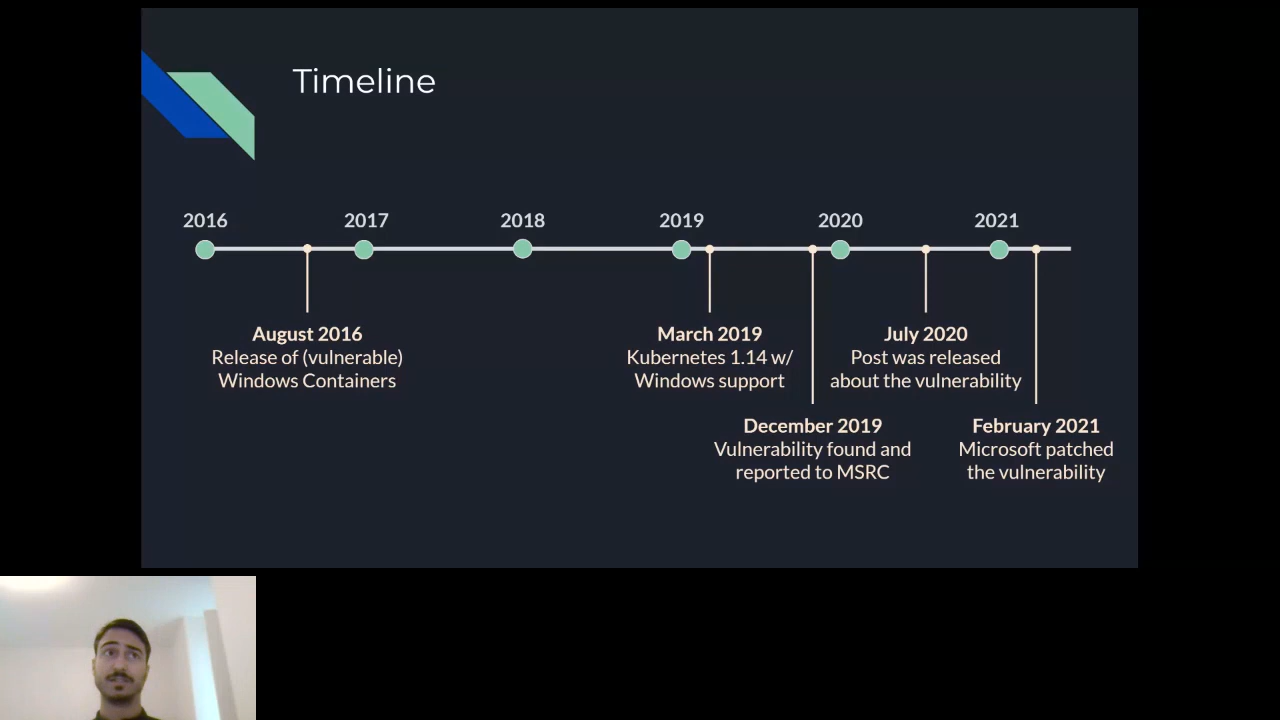 Timeline
2016
2017
2018
2019
2020
2021
August 2016
Release of (vulnerable)
Windows Containers
March 2019
Kubernetes 1.14 w/
Windows support
July 2020
Post was released
about the vulnerability
December 2019
Vulnerability found and
reported to MSRC
February 2021
Microsoft patched
the vulnerability